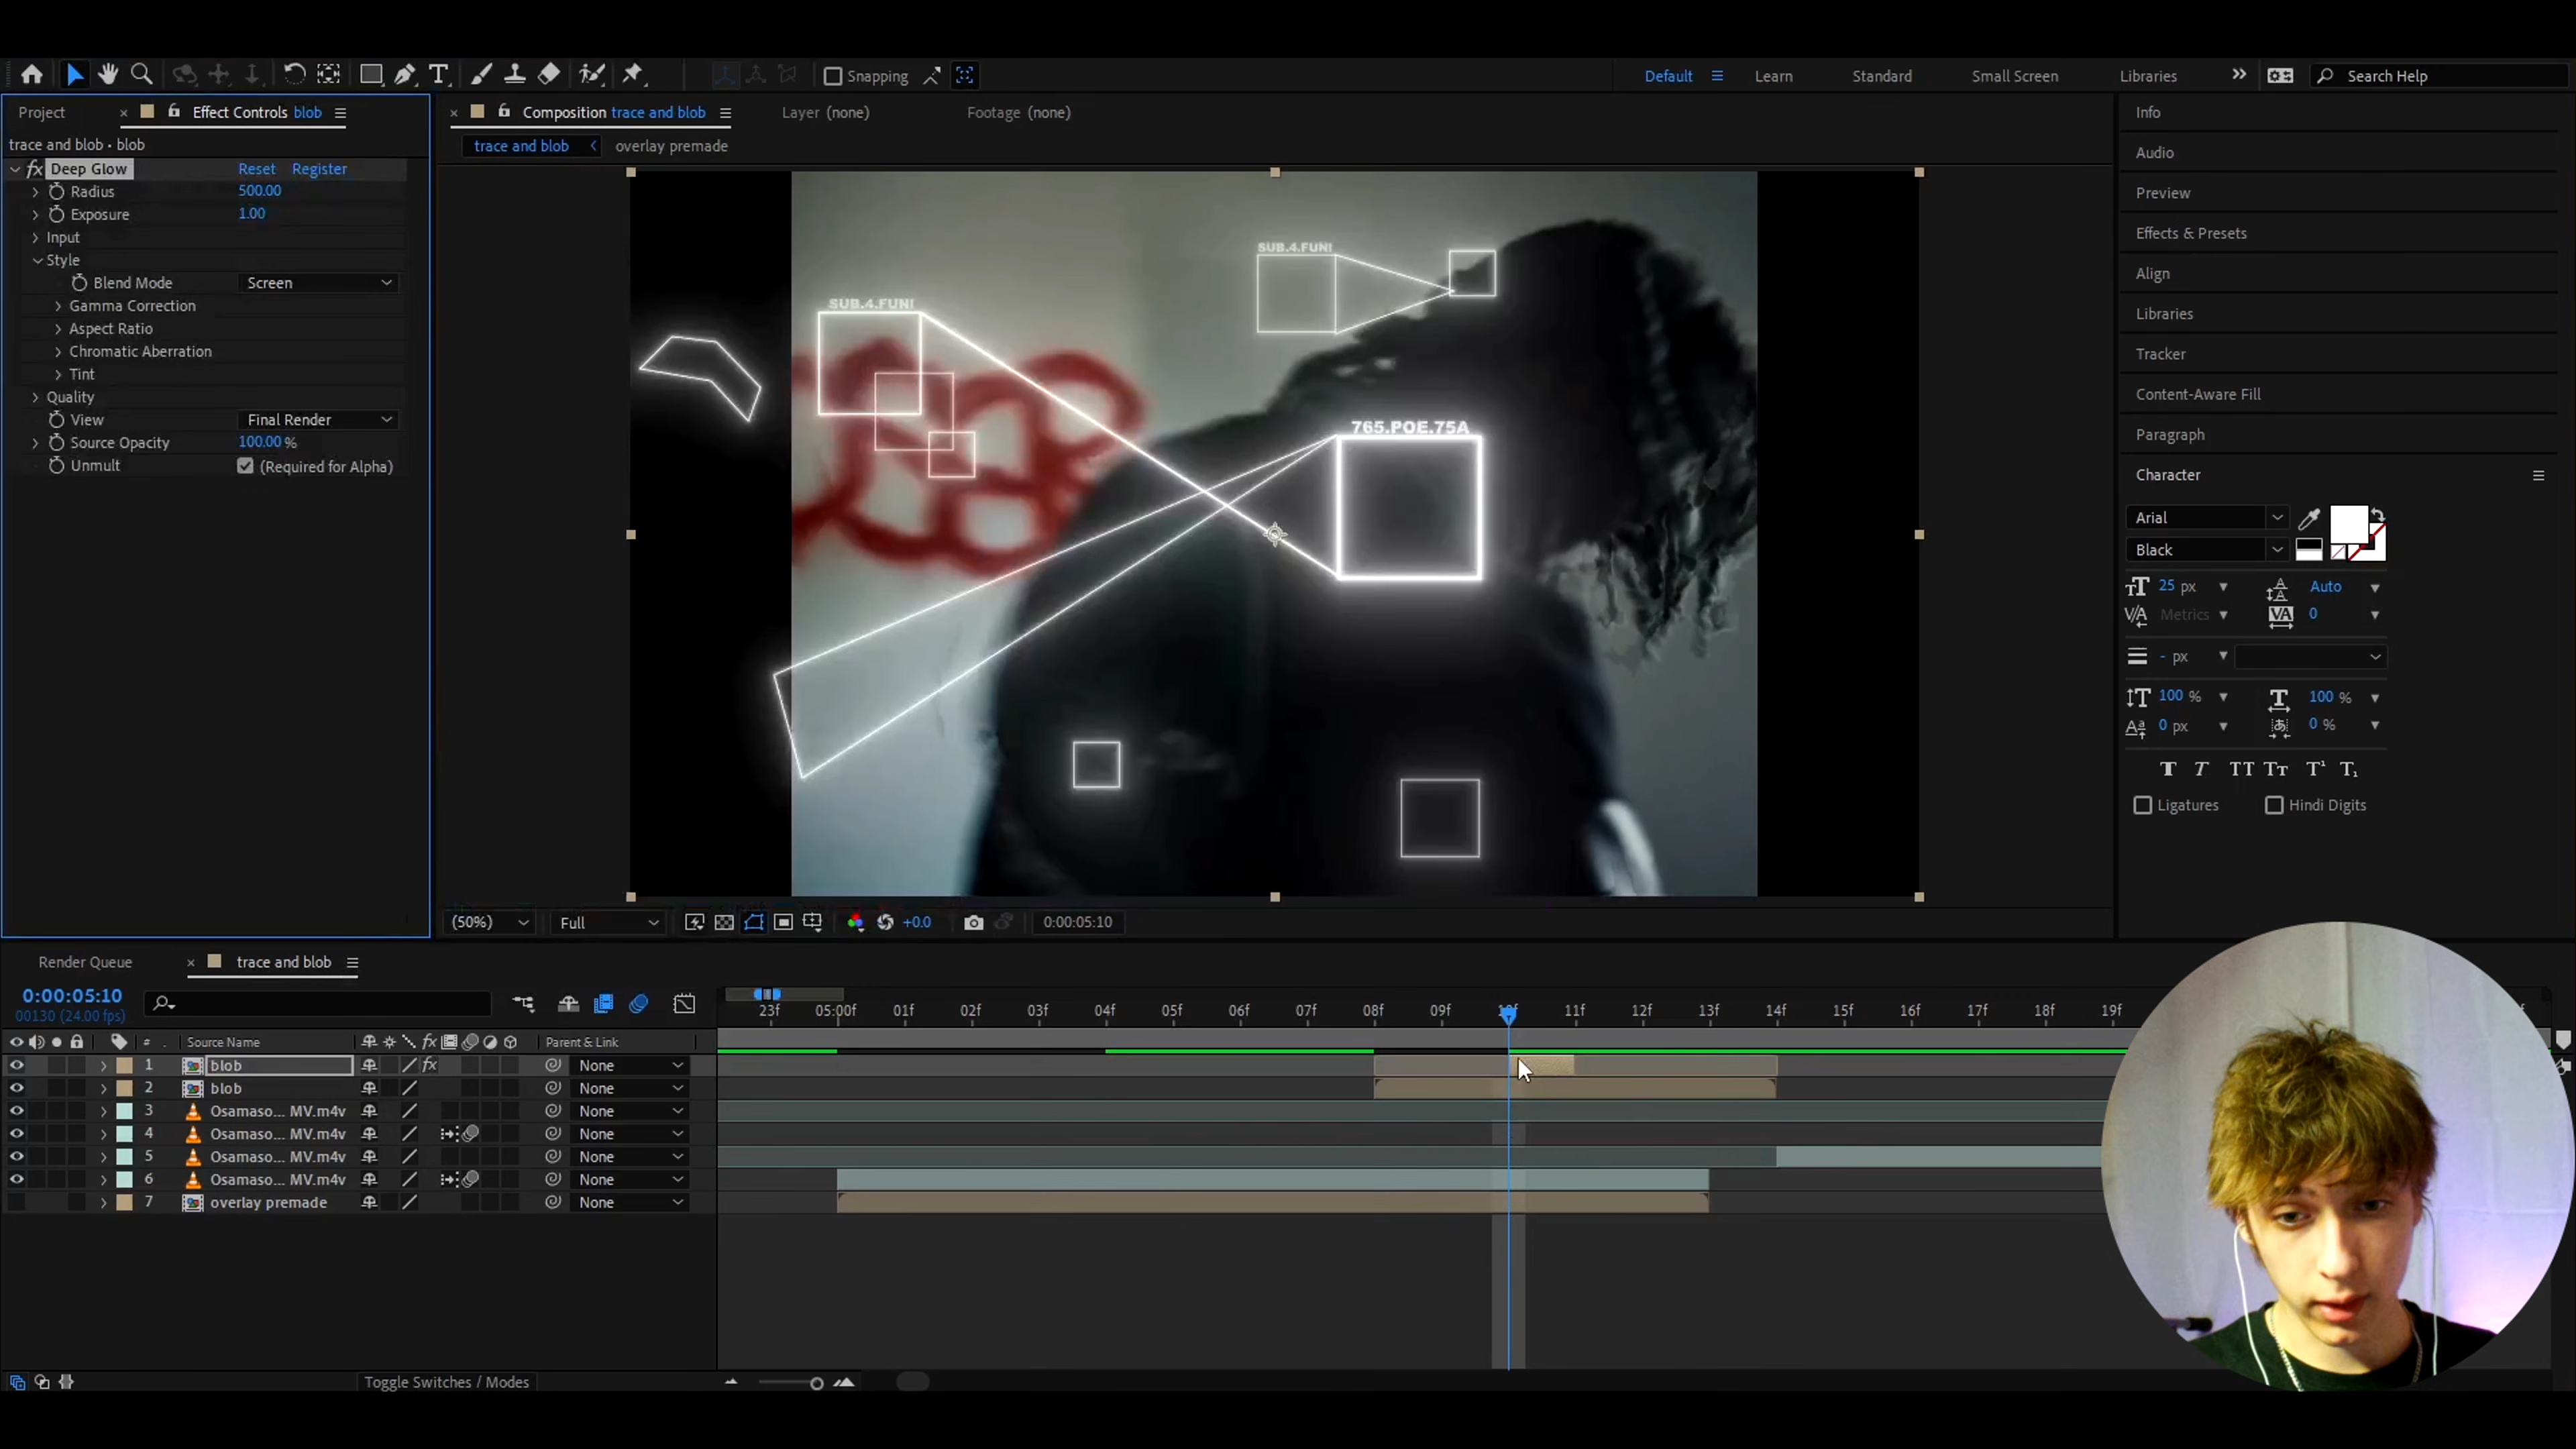 Snapping
Default
Learn
Standard
Small Screen
Libraries
Search Help
Project
Effect Controls blob
Composition trace and blob
Layer (none)
Footage (none)
Info
trace and blob • blob
trace and blob
overlay premade
fx Deep Glow Reset Register
Radius 500.00
Exposure 1.00
Input
Style
Blend Mode Screen
Gamma Correction
Aspect Ratio
Chromatic Aberration
Tint
Quality
View Final Render
Source Opacity 100.00 %
Unmult (Required for Alpha)
SUB.4.FUN!
SUB.4.FUN!
765.POE.75A
Audio
Preview
Effects & Presets
Align
Libraries
Tracker
Content-Aware Fill
Paragraph
Character
Arial
Black
25 px Auto
Metrics 0
- px
100 % 100 %
0 px 0 %
Ligatures Hindi Digits
(50%) Full +0.0 0:00:05:10
Render Queue trace and blob
0:00:05:10
00130 (24.00 fps)
23f 05:00f 01f 02f 03f 04f 05f 06f 07f 08f 09f 11f 12f 13f 14f 15f 16f 17f 18f 19f
# Source Name fx Parent & Link
1 blob fx None
2 blob None
3 Osamaso... MV.m4v None
4 Osamaso... MV.m4v None
5 Osamaso... MV.m4v None
6 Osamaso... MV.m4v None
7 overlay premade None
Toggle Switches / Modes